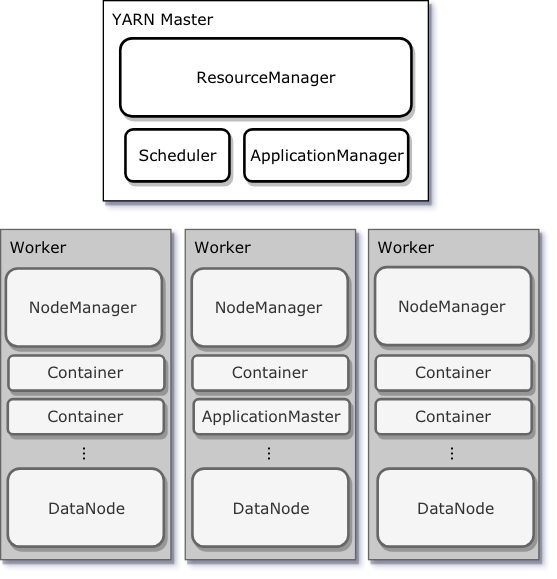 YARN Master
ResourceManager
Scheduler
ApplicationManager
Worker
NodeManager
Container
Container
DataNode
Worker
NodeManager
Container
ApplicationMaster
DataNode
Worker
NodeManager
Container
Container
DataNode